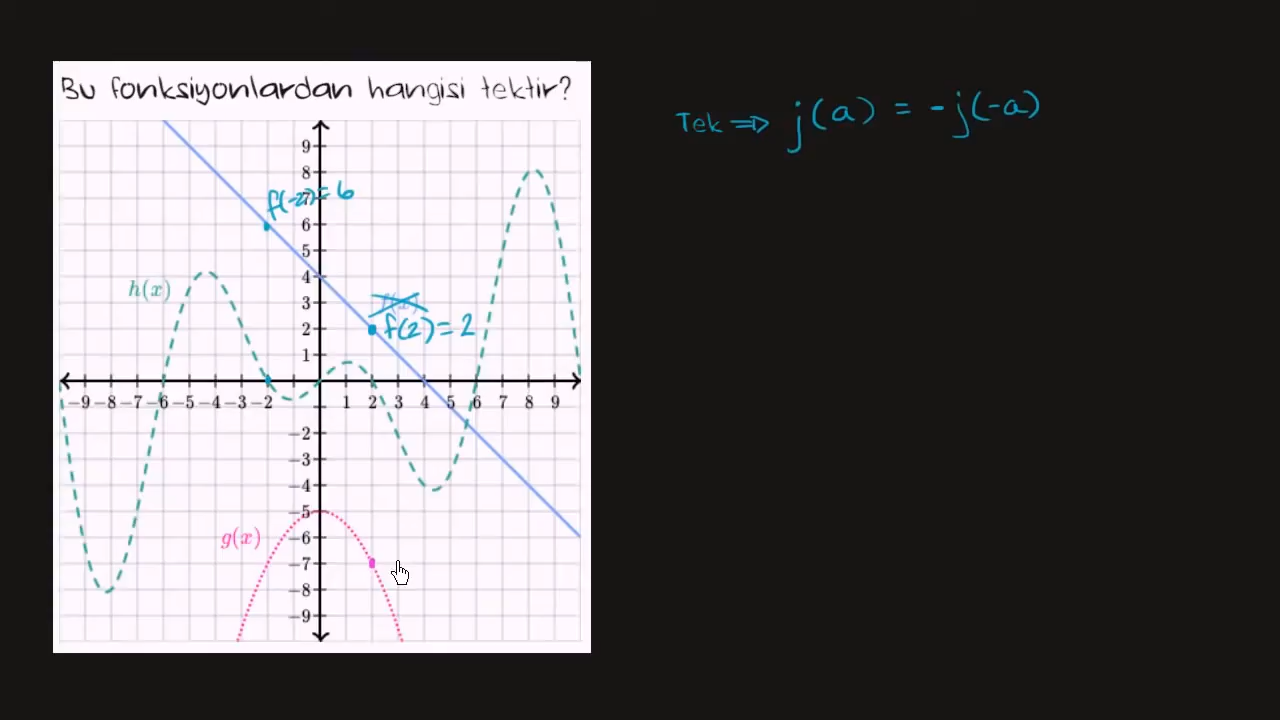 Bu fonksiyonlardan hangisi tektir?
Tek ⇒ j(a) = -j(-a)
9
8
f(-2)=6
7
6
5
4
h(x)
3
f(2)=2
2
1
−9 −8 −7 −6 −5 −4 −3 −2 1 2 3 4 5 6 7 8 9
−2
−3
−4
−5
g(x)
−6
−7
−8
−9